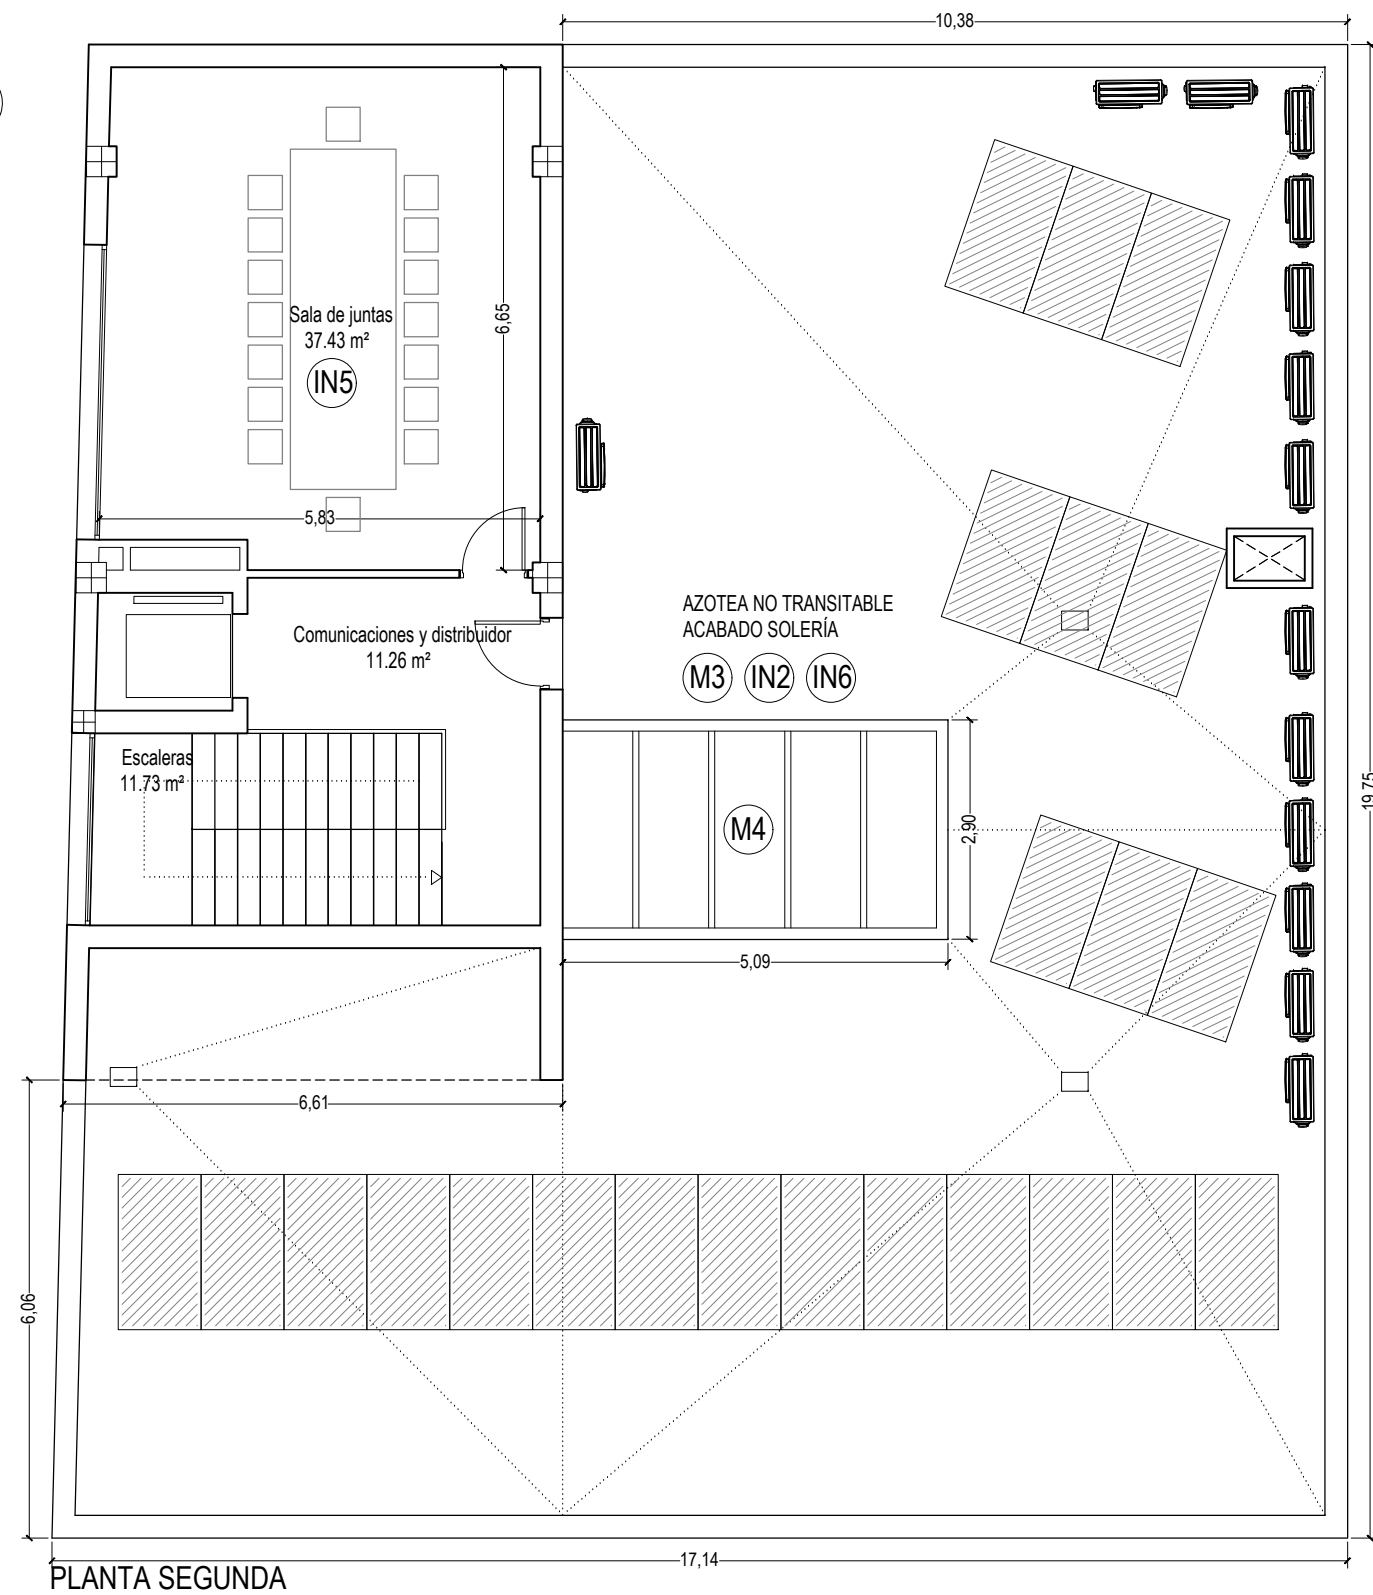 10,38
6,65
Sala de juntas
37.43 m²
IN5
5,83
AZOTEA NO TRANSITABLE
ACABADO SOLERÍA
M3 IN2 IN6
Comunicaciones y distribuidor
11.26 m²
Escaleras
11.73 m²
M4
2,90
19,75
5,09
6,61
6,06
17,14
PLANTA SEGUNDA